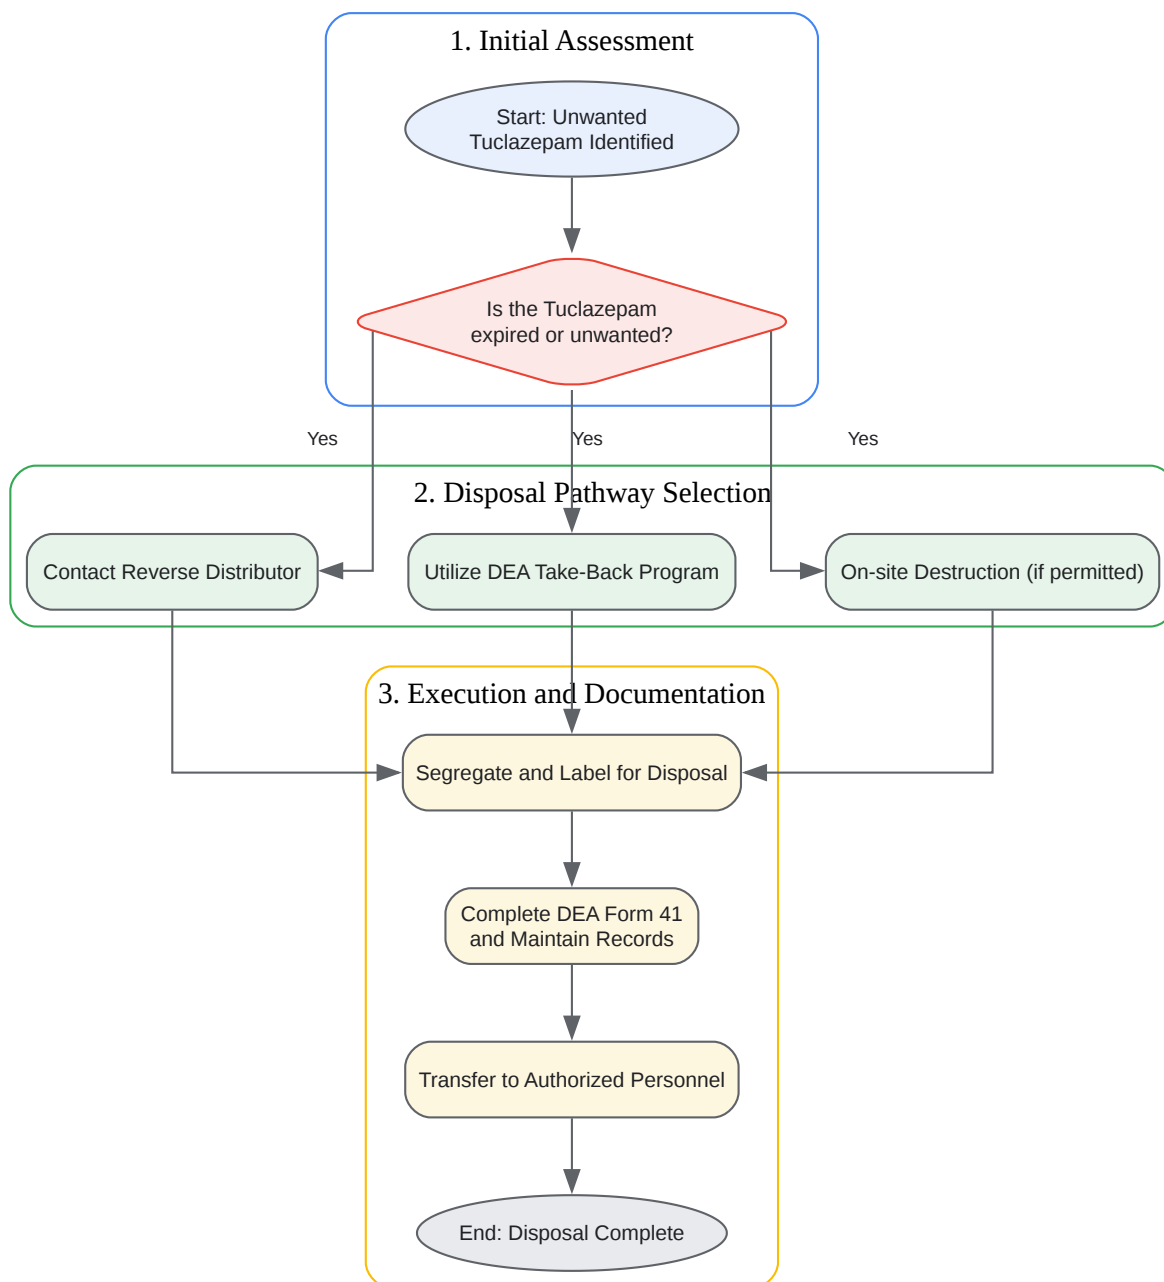 1. Initial Assessment
Start: Unwanted
Tuclazepam Identified
Is the Tuclazepam
expired or unwanted?
Yes
Yes
Yes
2. Disposal Pathway Selection
Contact Reverse Distributor
Utilize DEA Take-Back Program
On-site Destruction (if permitted)
3. Execution and Documentation
Segregate and Label for Disposal
Complete DEA Form 41
and Maintain Records
Transfer to Authorized Personnel
End: Disposal Complete